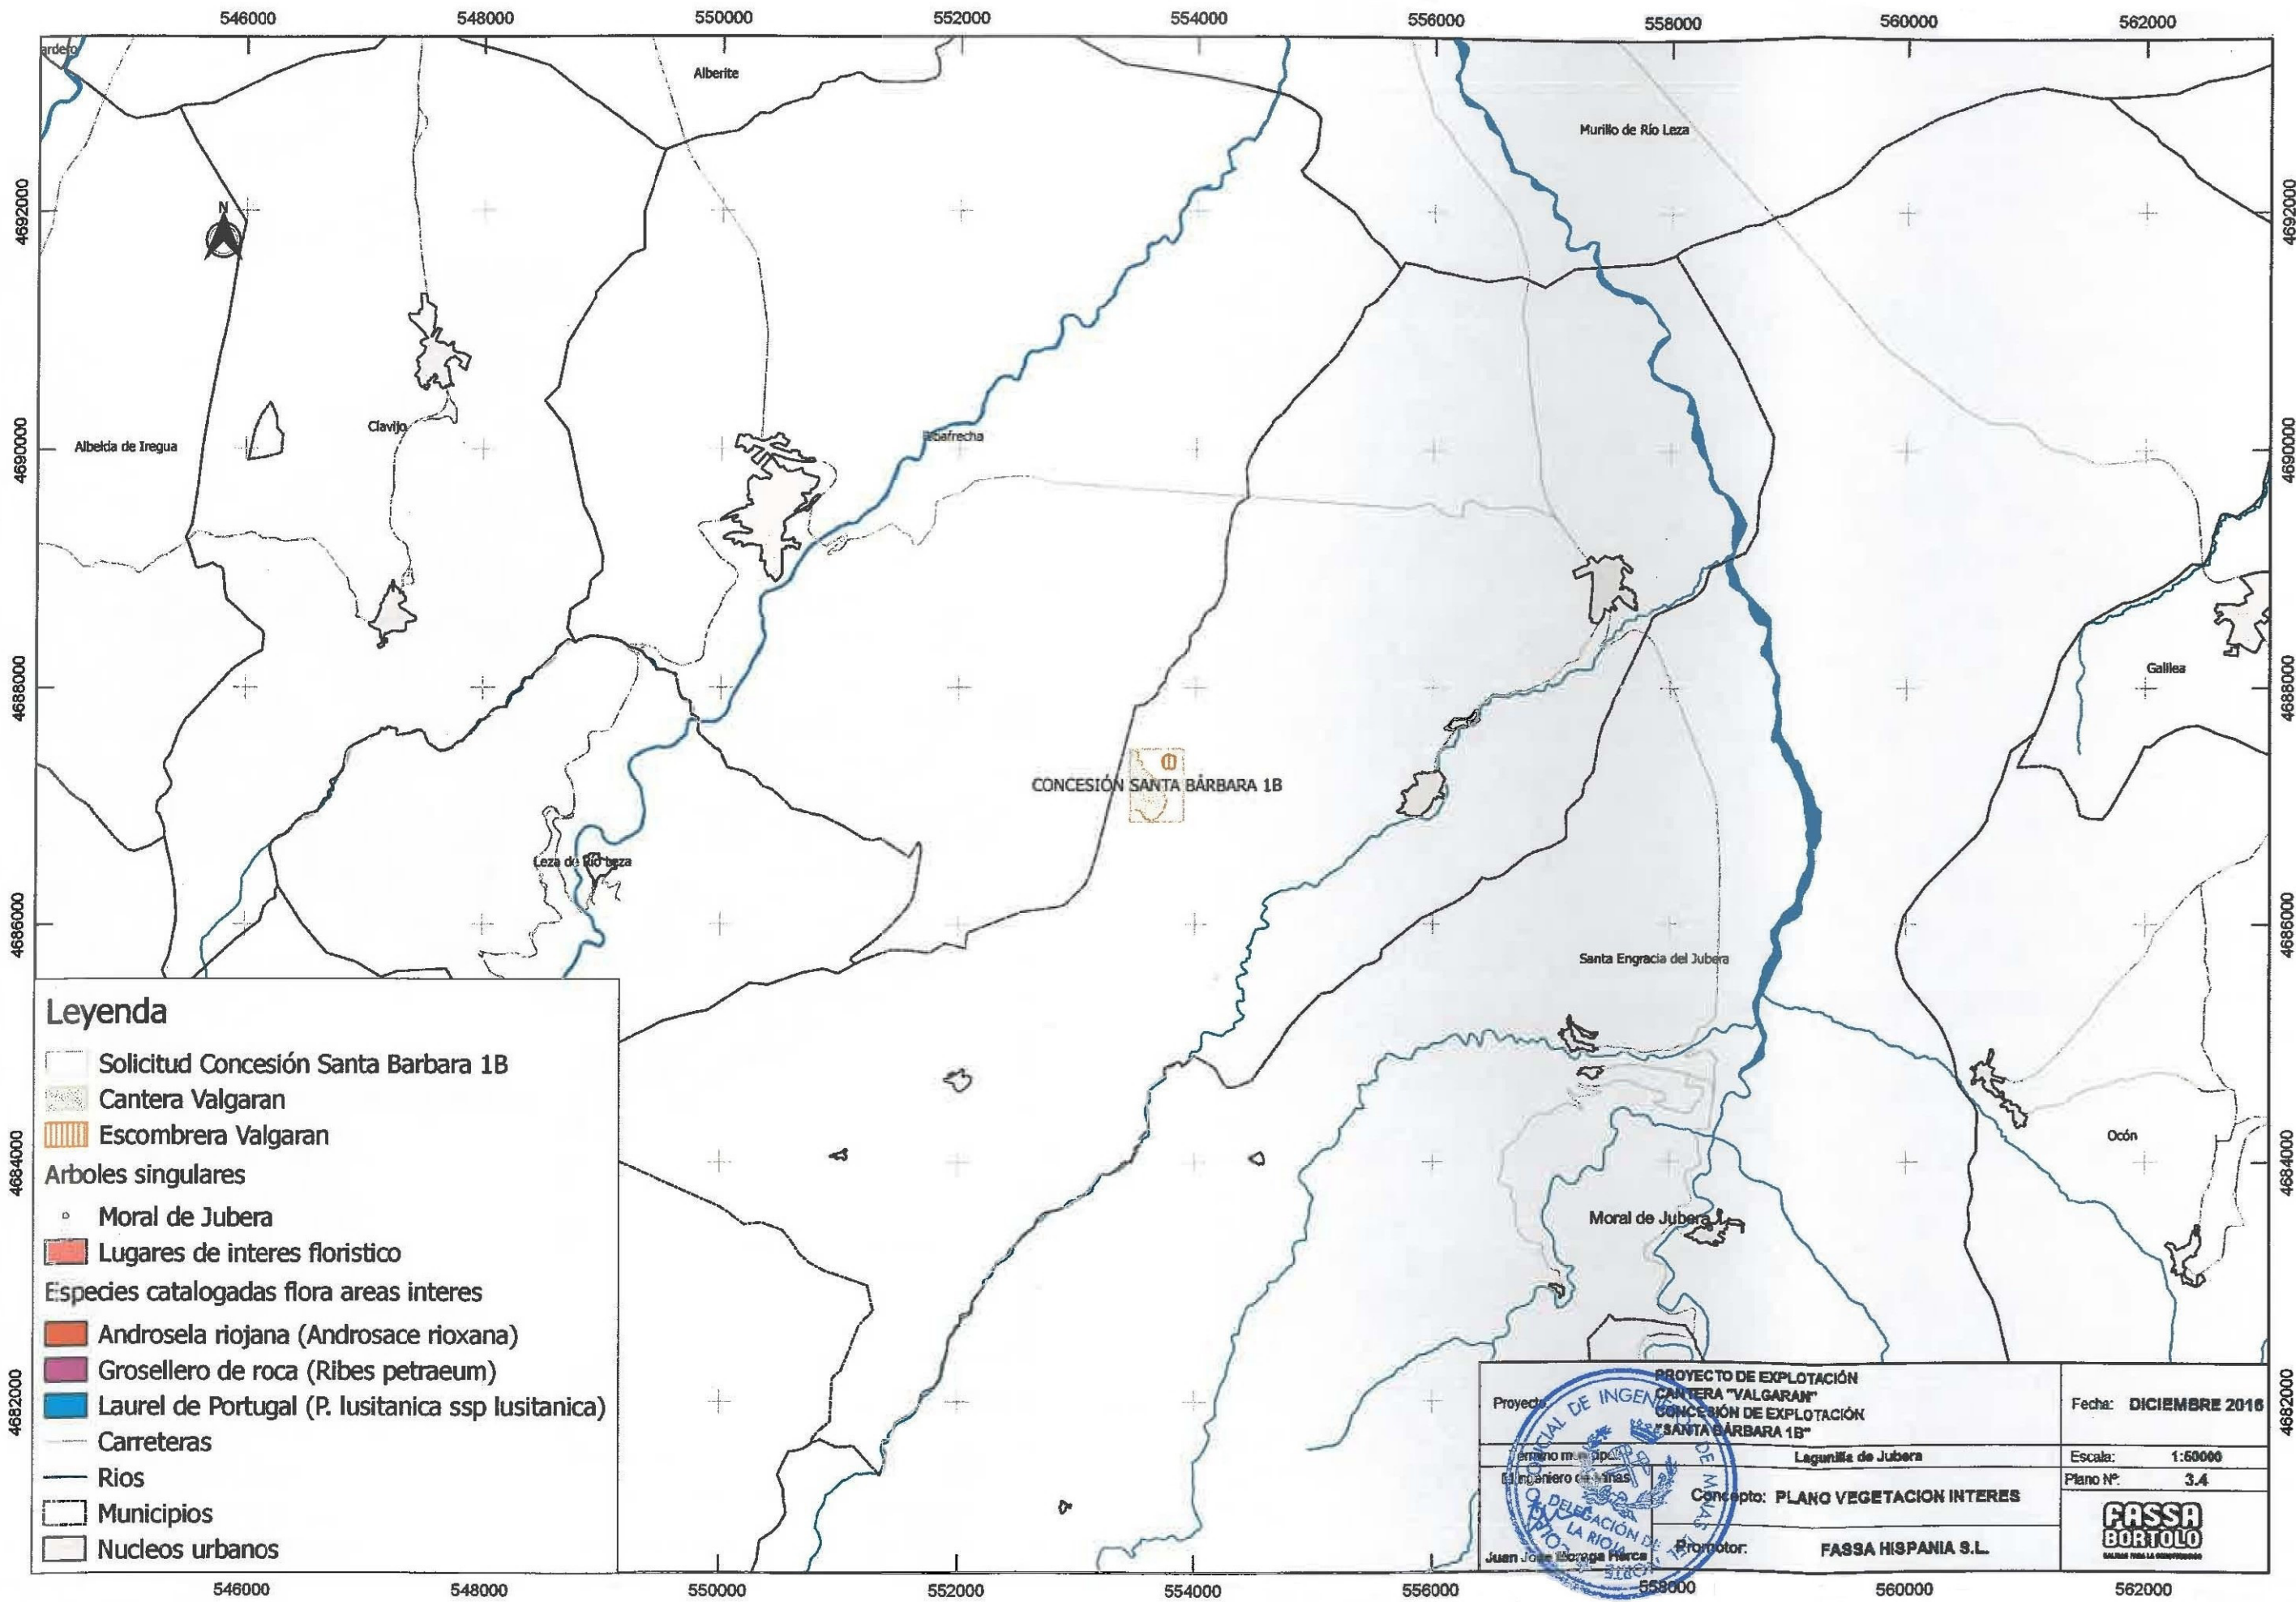 546000 548000 550000 552000 554000 556000 558000 560000 562000
ardero
Alberite
Murillo de Río Leza
4692000
4692000
N
Clavijo
Albelda de Iregua
4690000
4690000
Galilea
4688000
4688000
CONCESIÓN SANTA BÁRBARA 1B
Leza de Río Leza
4686000
4686000
Santa Engracia del Jubera
Leyenda
Solicitud Concesión Santa Barbara 1B
Cantera Valgaran
Escombrera Valgaran
Arboles singulares
Moral de Jubera
Lugares de interes floristico
Especies catalogadas flora areas interes
Androsela riojana (Androsace rioxana)
Grosellero de roca (Ribes petraeum)
Laurel de Portugal (P. lusitanica ssp lusitanica)
Carreteras
Rios
Municipios
Nucleos urbanos
Ocón
4684000
4684000
Moral de Jubera
4682000
4682000
Proyecto:
PROYECTO DE EXPLOTACIÓN
CANTERA "VALGARAN"
CONCESIÓN DE EXPLOTACIÓN
"SANTA BÁRBARA 1B"
Fecha: DICIEMBRE 2016
Lagunilla de Jubera
Escala: 1:50000
Plano Nº: 3.4
Concepto: PLANO VEGETACION INTERES
Promotor: FASSA HISPANIA S.L.
Juan Jose
FASSA
BORTOLO
DELEGACIÓN DE
LA RIOJA
546000 548000 550000 552000 554000 556000 558000 560000 562000